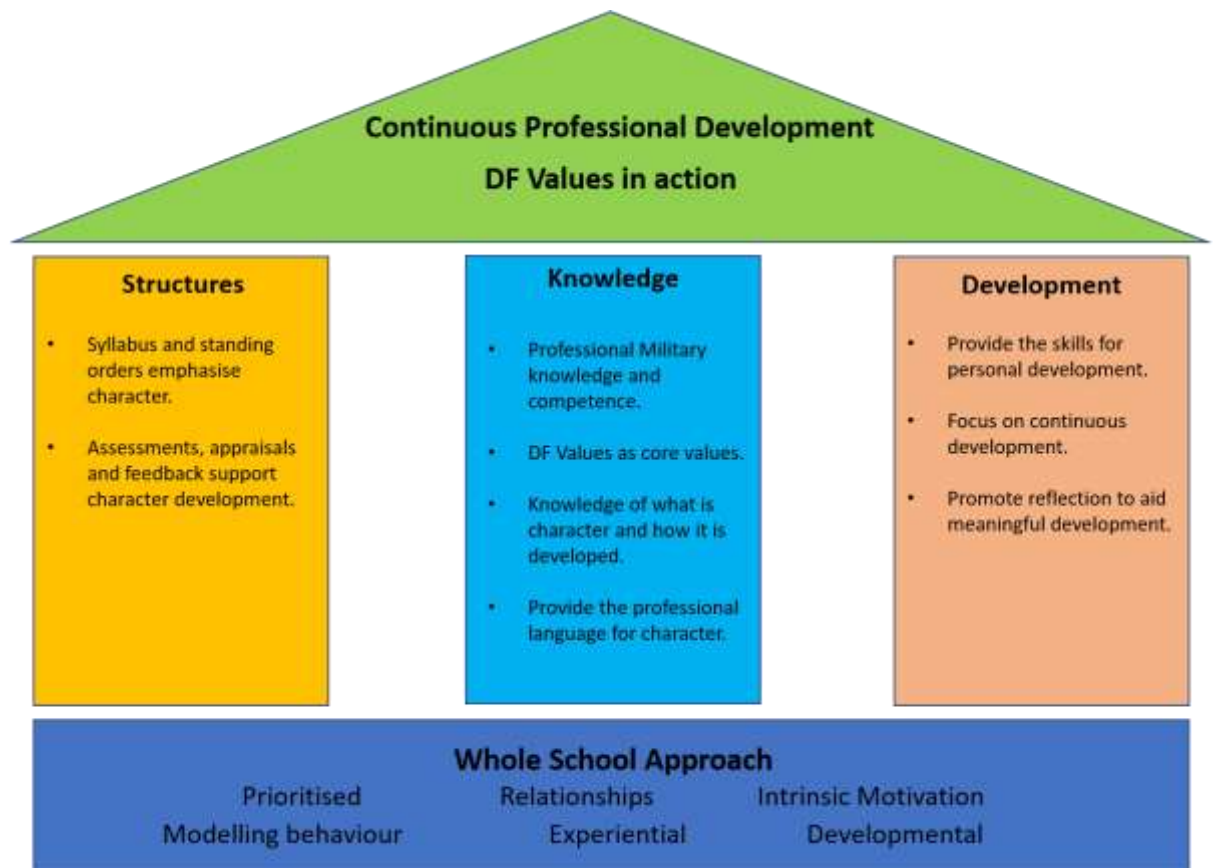 Continuous Professional Development
DF Values in action
Structures
• Syllabus and standing
orders emphasise
character.
• Assessments, appraisals
and feedback support
character development.
Knowledge
• Professional Military
knowledge and
competence.
• DF Values as core values.
• Knowledge of what is
character and how it is
developed.
• Provide the professional
language for character.
Development
• Provide the skills for
personal development.
• Focus on continuous
development.
• Promote reflection to aid
meaningful development.
Whole School Approach
Prioritised Relationships Intrinsic Motivation
Modelling behaviour Experiential Developmental